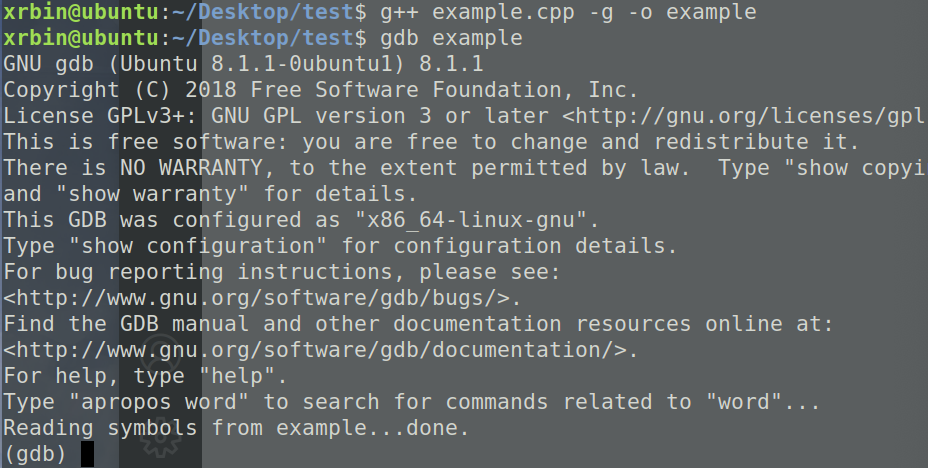 xrbin@ubuntu:~/Desktop/test$ g++ example.cpp -g -o example
xrbin@ubuntu:~/Desktop/test$ gdb example
GNU gdb (Ubuntu 8.1.1-0ubuntu1) 8.1.1
Copyright (C) 2018 Free Software Foundation, Inc.
License GPLv3+: GNU GPL version 3 or later <http://gnu.org/licenses/gpl
This is free software: you are free to change and redistribute it.
There is NO WARRANTY, to the extent permitted by law.  Type "show copyi
and "show warranty" for details.
This GDB was configured as "x86_64-linux-gnu".
Type "show configuration" for configuration details.
For bug reporting instructions, please see:
<http://www.gnu.org/software/gdb/bugs/>.
Find the GDB manual and other documentation resources online at:
<http://www.gnu.org/software/gdb/documentation/>.
For help, type "help".
Type "apropos word" to search for commands related to "word"...
Reading symbols from example...done.
(gdb)